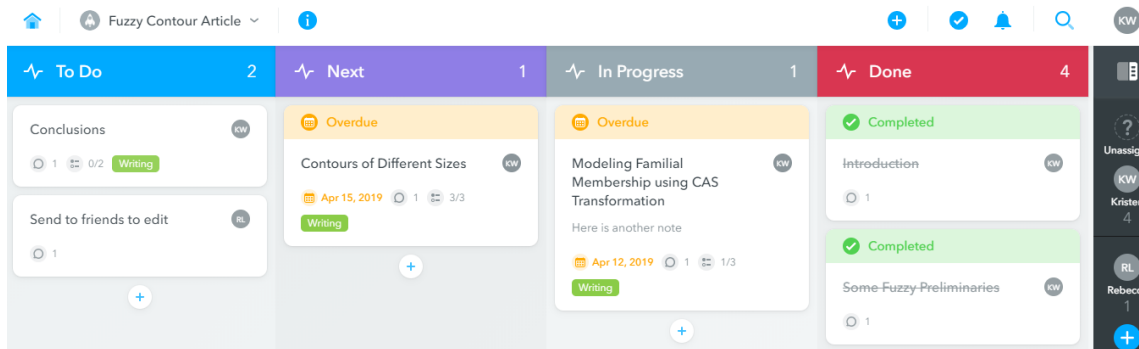 Fuzzy Contour Article
KW
To Do 2
Next 1
In Progress 1
Done 4
Conclusions KW
1 0/2 Writing
Send to friends to edit RL
1
Overdue
Contours of Different Sizes KW
Apr 15, 2019 1 3/3
Writing
Overdue
Modeling Familial KW
Membership using CAS
Transformation
Here is another note
Apr 12, 2019 1 1/3
Writing
Completed
Introduction KW
1
Completed
Some Fuzzy Preliminaries KW
1
?
Unassig
KW
Kriste
4
RL
Rebecc
1